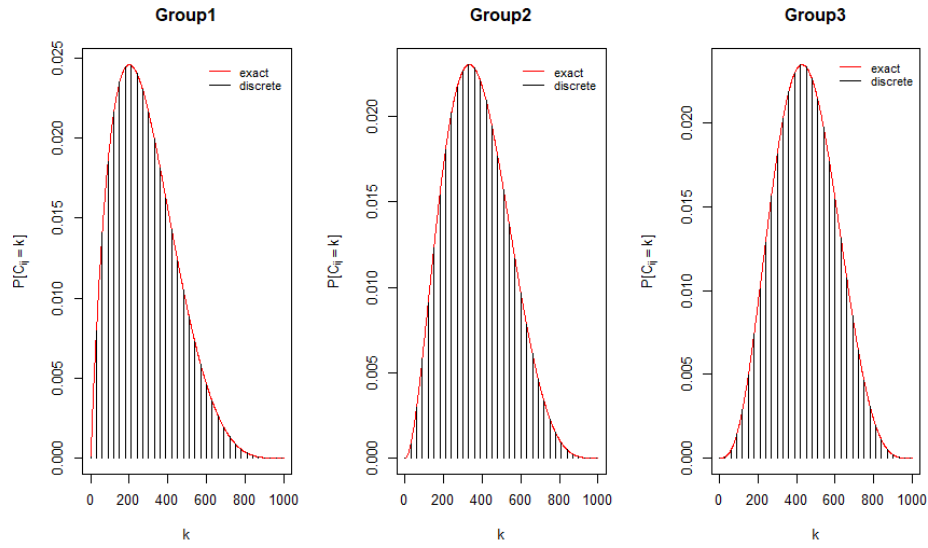 Group1
Group2
Group3
exact
discrete
exact
discrete
exact
discrete
P[C_ij = k]
0.000 0.005 0.010 0.015 0.020 0.025
0 200 400 600 800 1000
k
P[C_ij = k]
0.000 0.005 0.010 0.015 0.020
0 200 400 600 800 1000
k
P[C_ij = k]
0.000 0.005 0.010 0.015 0.020
0 200 400 600 800 1000
k